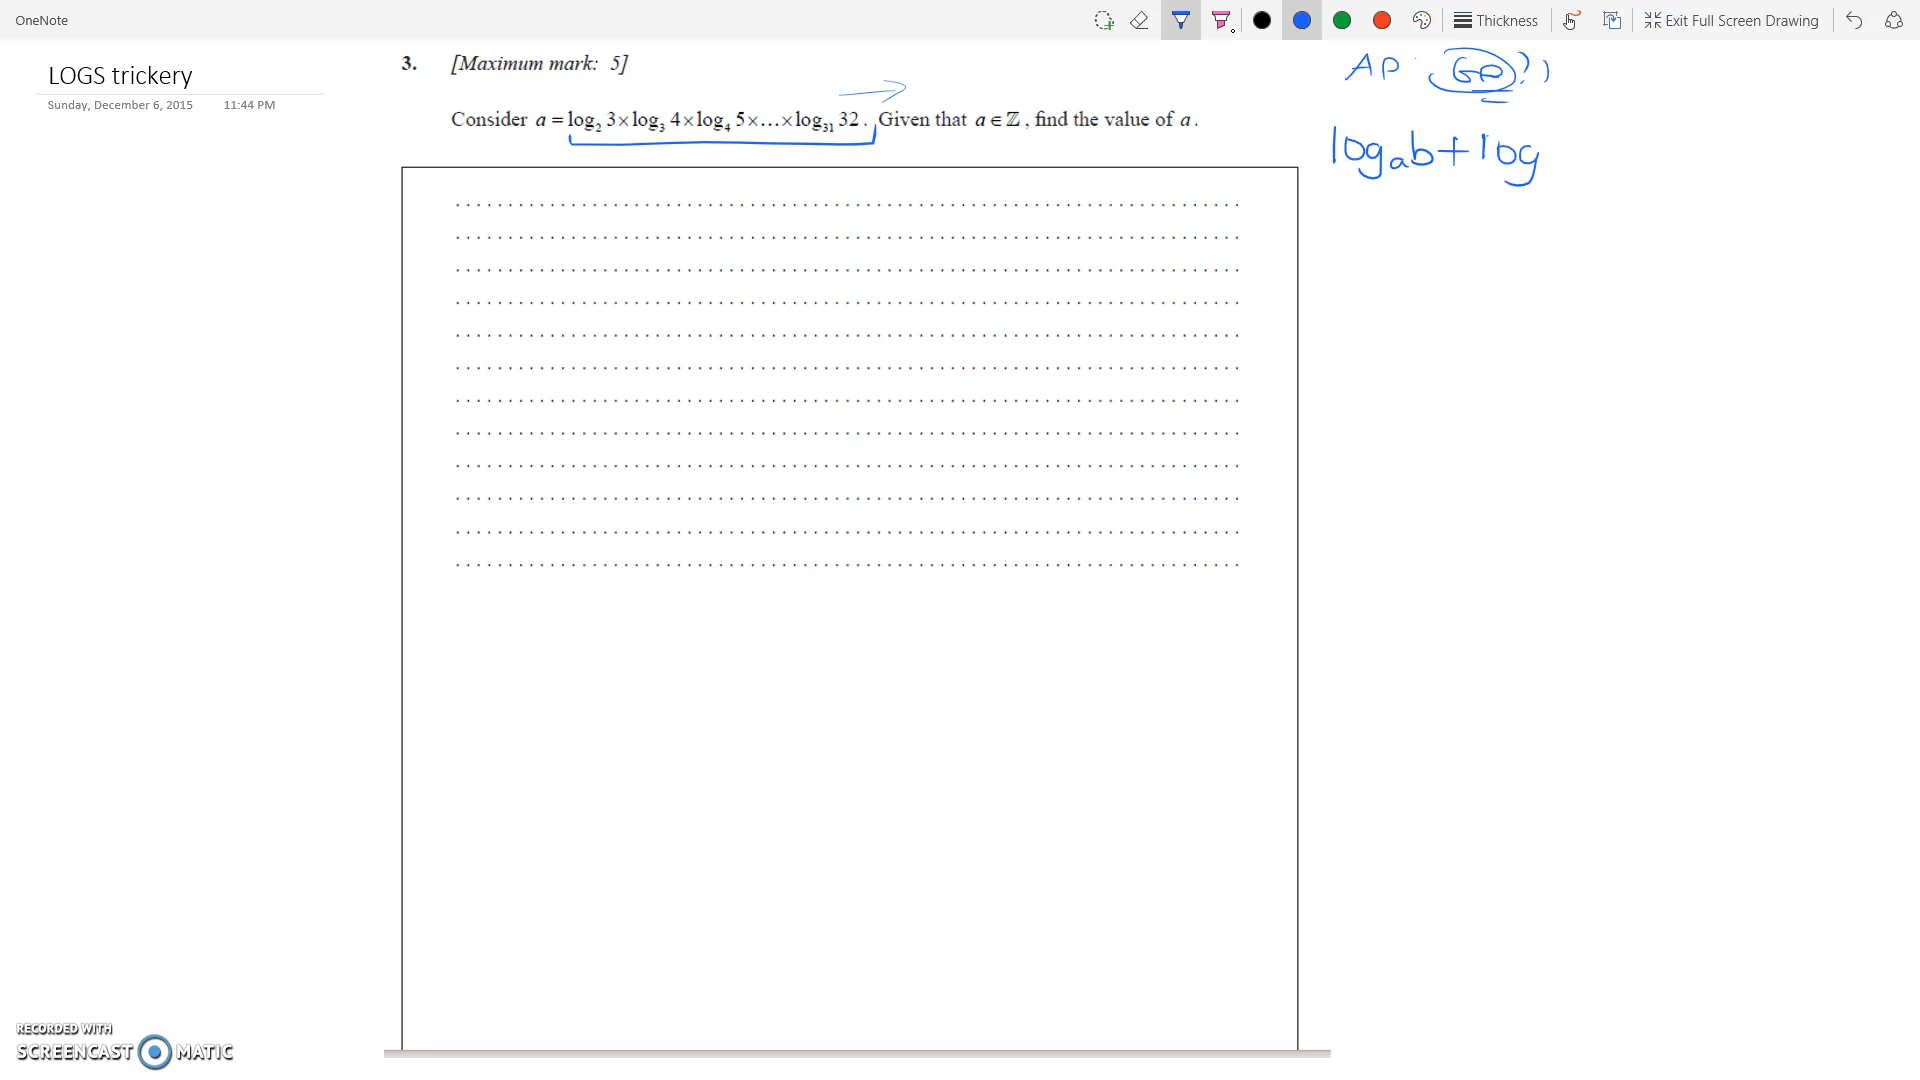 OneNote
Thickness
Exit Full Screen Drawing
LOGS trickery
Sunday, December 6, 2015 11:44 PM
3. [Maximum mark: 5]
Consider a = log₂ 3 × log₃ 4 × log₄ 5 × … × log₃₁ 32. Given that a ∈ ℤ, find the value of a.
AP GP?)
logₐb + log
RECORDED WITH
SCREENCAST MATIC